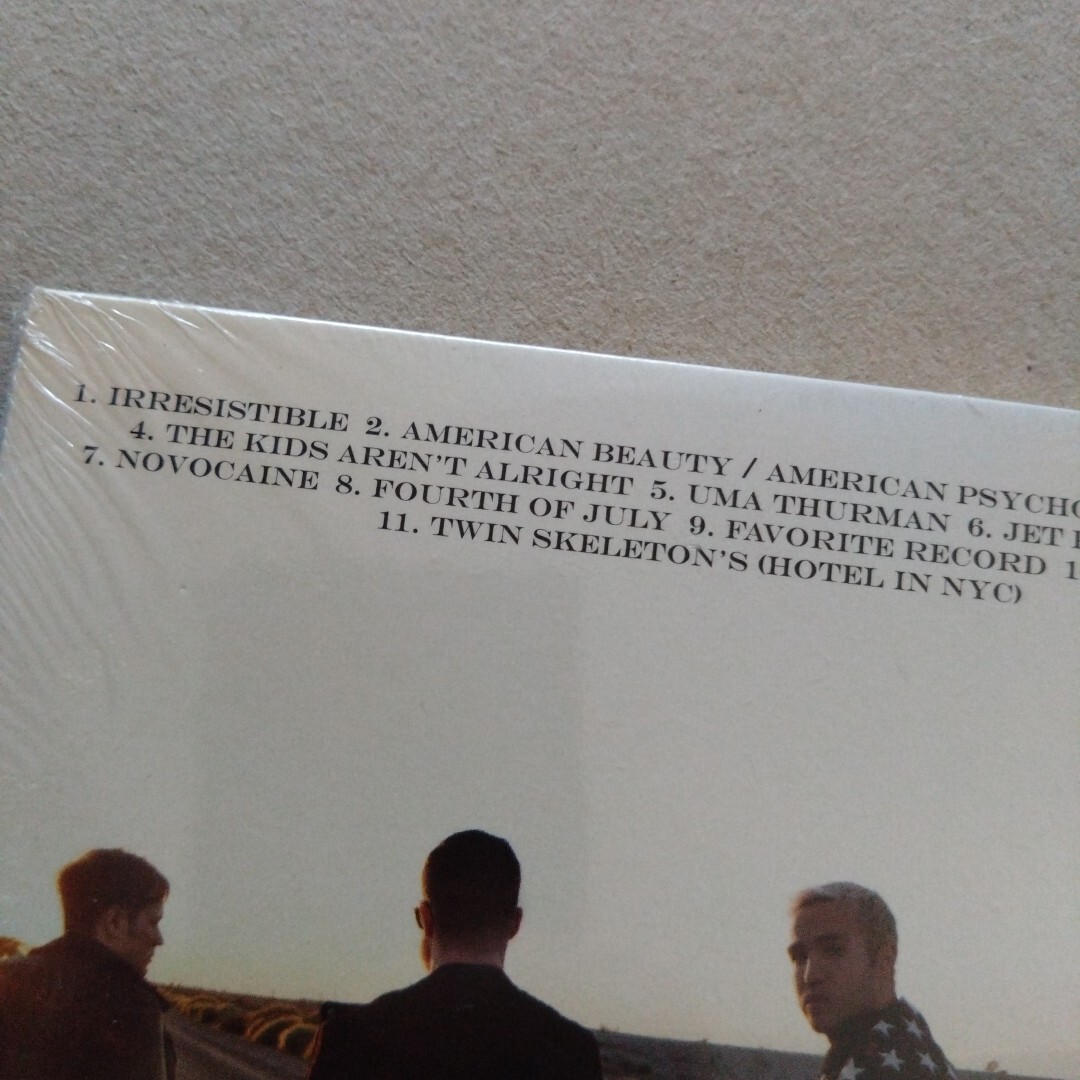 1. IRRESISTIBLE 2. AMERICAN BEAUTY / AMERICAN PSYCHO
4. THE KIDS AREN'T ALRIGHT 5. UMA THURMAN 6. JET
7. NOVOCAINE 8. FOURTH OF JULY 9. FAVORITE RECORD
11. TWIN SKELETON'S (HOTEL IN NYC)